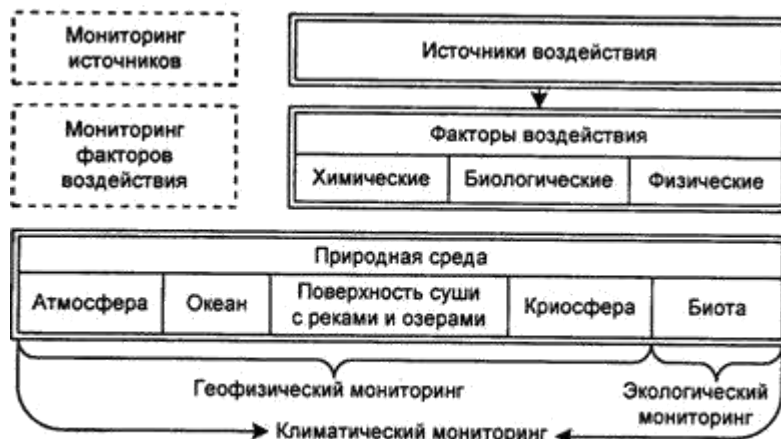 Мониторинг
источников
Источники воздействия
Мониторинг
факторов
воздействия
Факторы воздействия
Химические
Биологические
Физические
Природная среда
Атмосфера
Океан
Поверхность суши
с реками и озерами
Криосфера
Биота
Геофизический мониторинг
Экологический
мониторинг
Климатический мониторинг